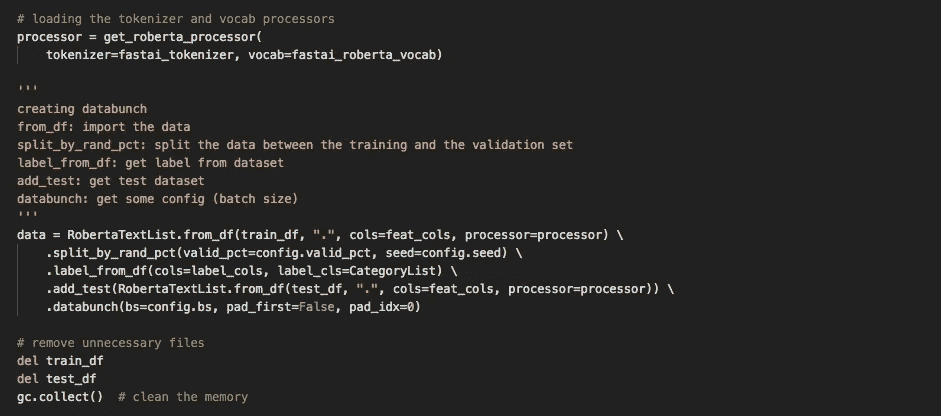 # loading the tokenizer and vocab processors
processor = get_roberta_processor(
    tokenizer=fastai_tokenizer, vocab=fastai_roberta_vocab)
'''
creating databunch
from_df: import the data
split_by_rand_pct: split the data between the training and the validation set
label_from_df: get label from dataset
add_test: get test dataset
databunch: get some config (batch size)
'''
data = RobertaTextList.from_df(train_df, ".", cols=feat_cols, processor=processor) \
    .split_by_rand_pct(valid_pct=config.valid_pct, seed=config.seed) \
    .label_from_df(cols=label_cols, label_cls=CategoryList) \
    .add_test(RobertaTextList.from_df(test_df, ".", cols=feat_cols, processor=processor)) \
    .databunch(bs=config.bs, pad_first=False, pad_idx=0)
# remove unnecessary files
del train_df
del test_df
gc.collect()  # clean the memory